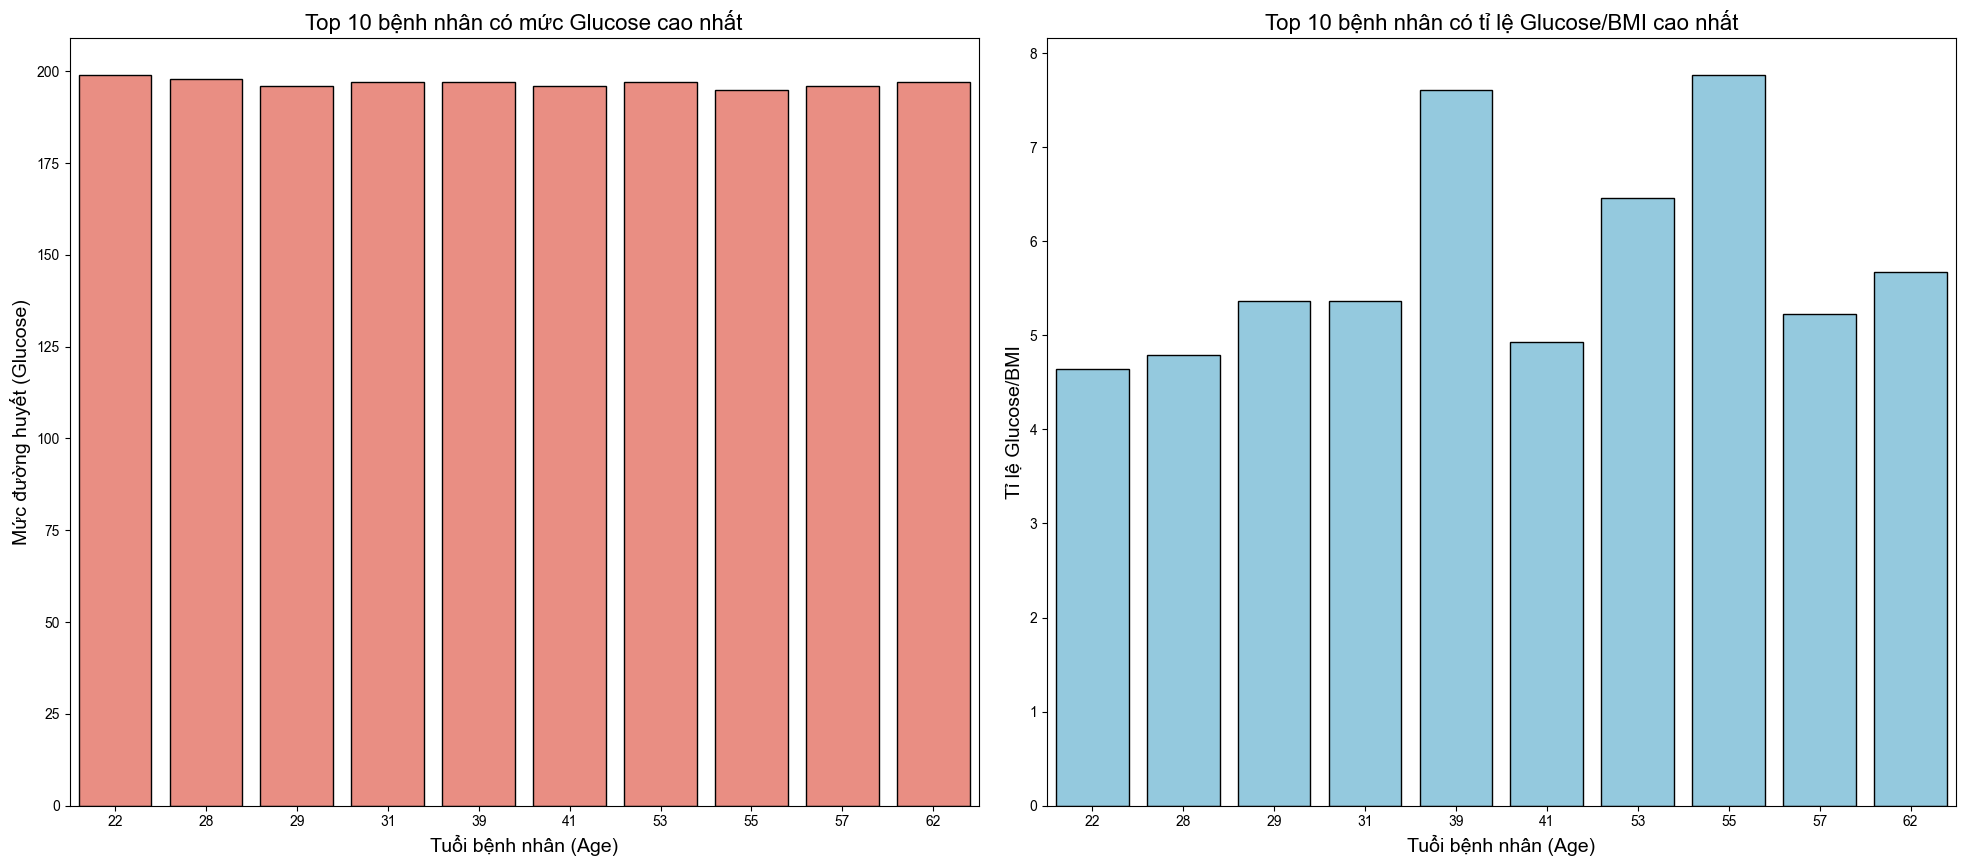 Top 10 bệnh nhân có mức Glucose cao nhất
Mức đường huyết (Glucose)
200
175
150
125
100
75
50
25
0
22 28 29 31 39 41 53 55 57 62
Tuổi bệnh nhân (Age)
Top 10 bệnh nhân có tỉ lệ Glucose/BMI cao nhất
Tỉ lệ Glucose/BMI
8
7
6
5
4
3
2
1
0
22 28 29 31 39 41 53 55 57 62
Tuổi bệnh nhân (Age)